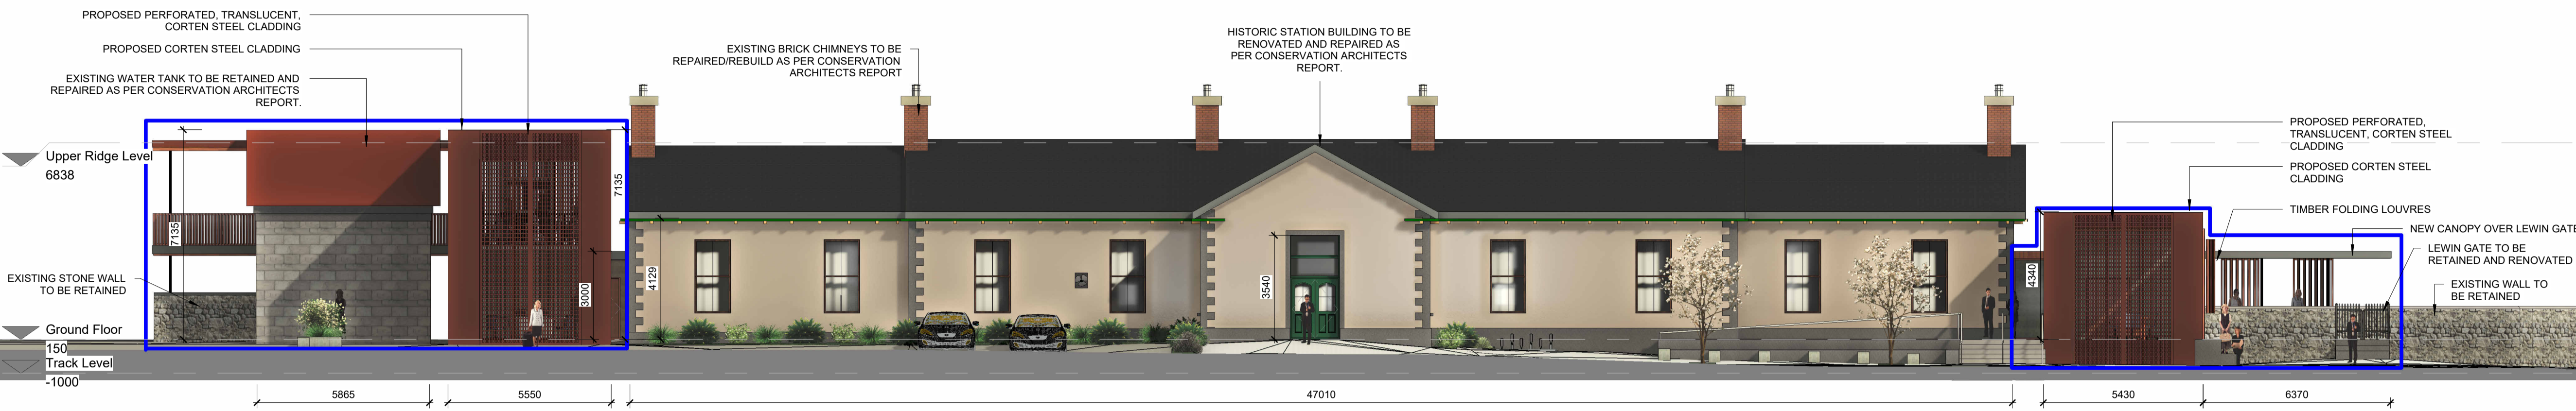 PROPOSED PERFORATED, TRANSLUCENT,
CORTEN STEEL CLADDING
PROPOSED CORTEN STEEL CLADDING
EXISTING WATER TANK TO BE RETAINED AND
REPAIRED AS PER CONSERVATION ARCHITECTS
REPORT.
EXISTING BRICK CHIMNEYS TO BE
REPAIRED/REBUILD AS PER CONSERVATION
ARCHITECTS REPORT
HISTORIC STATION BUILDING TO BE
RENOVATED AND REPAIRED AS
PER CONSERVATION ARCHITECTS
REPORT.
PROPOSED PERFORATED,
TRANSLUCENT, CORTEN STEEL
CLADDING
PROPOSED CORTEN STEEL
CLADDING
TIMBER FOLDING LOUVRES
NEW CANOPY OVER LEWIN GATE
LEWIN GATE TO BE
RETAINED AND RENOVATED
EXISTING WALL TO
BE RETAINED
Upper Ridge Level
6838
EXISTING STONE WALL
TO BE RETAINED
Ground Floor
150
Track Level
-1000
7135
7135
3000
4129
3540
4340
5865
5550
47010
5430
6370